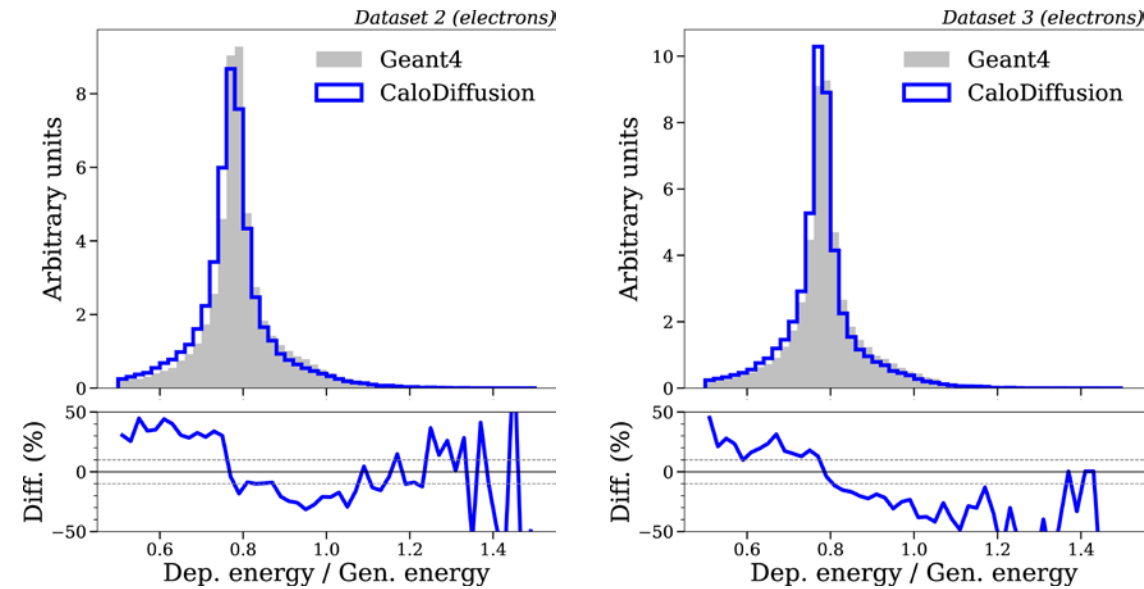 Dataset 2 (electrons)
Geant4
CaloDiffusion
Arbitrary units
8
6
4
2
0
Diff. (%)
50
0
−50
0.6 0.8 1.0 1.2 1.4
Dep. energy / Gen. energy
Dataset 3 (electrons)
Geant4
CaloDiffusion
Arbitrary units
10
8
6
4
2
0
Diff. (%)
50
0
−50
0.6 0.8 1.0 1.2 1.4
Dep. energy / Gen. energy